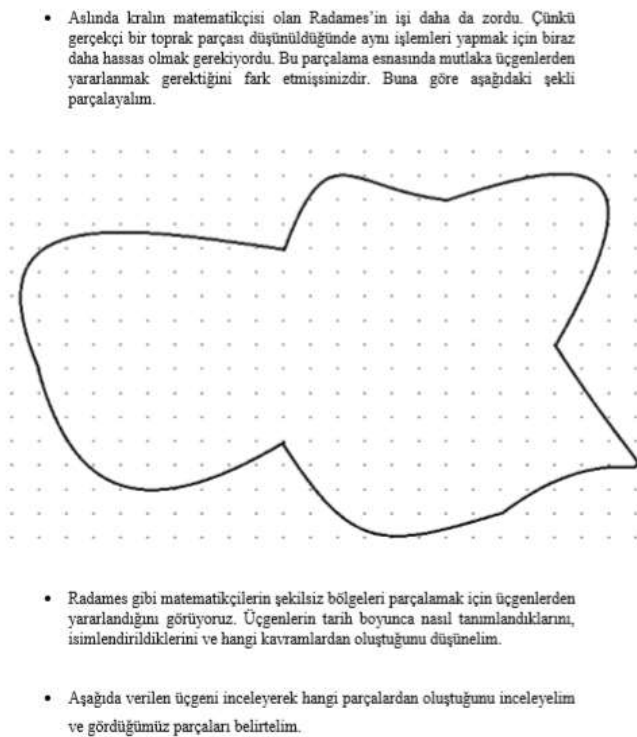 • Aslında kralın matematikçisi olan Radames'in işi daha da zordu. Çünkü
gerçekçi bir toprak parçası düşünüldüğünde aynı işlemleri yapmak için biraz
daha hassas olmak gerekiyordu. Bu parçalama esnasında mutlaka üçgenlerden
yararlanmak gerektiğini fark etmişsinizdir. Buna göre aşağıdaki şekli
parçalayalım.
• Radames gibi matematikçilerin şekilsiz bölgeleri parçalamak için üçgenlerden
yararlandığını görüyoruz. Üçgenlerin tarih boyunca nasıl tanımlandıklarını,
isimlendirildiklerini ve hangi kavramlardan oluştuğunu düşünelim.
• Aşağıda verilen üçgeni inceleyerek hangi parçalardan oluştuğunu inceleyelim
ve gördüğümüz parçaları belirtelim.